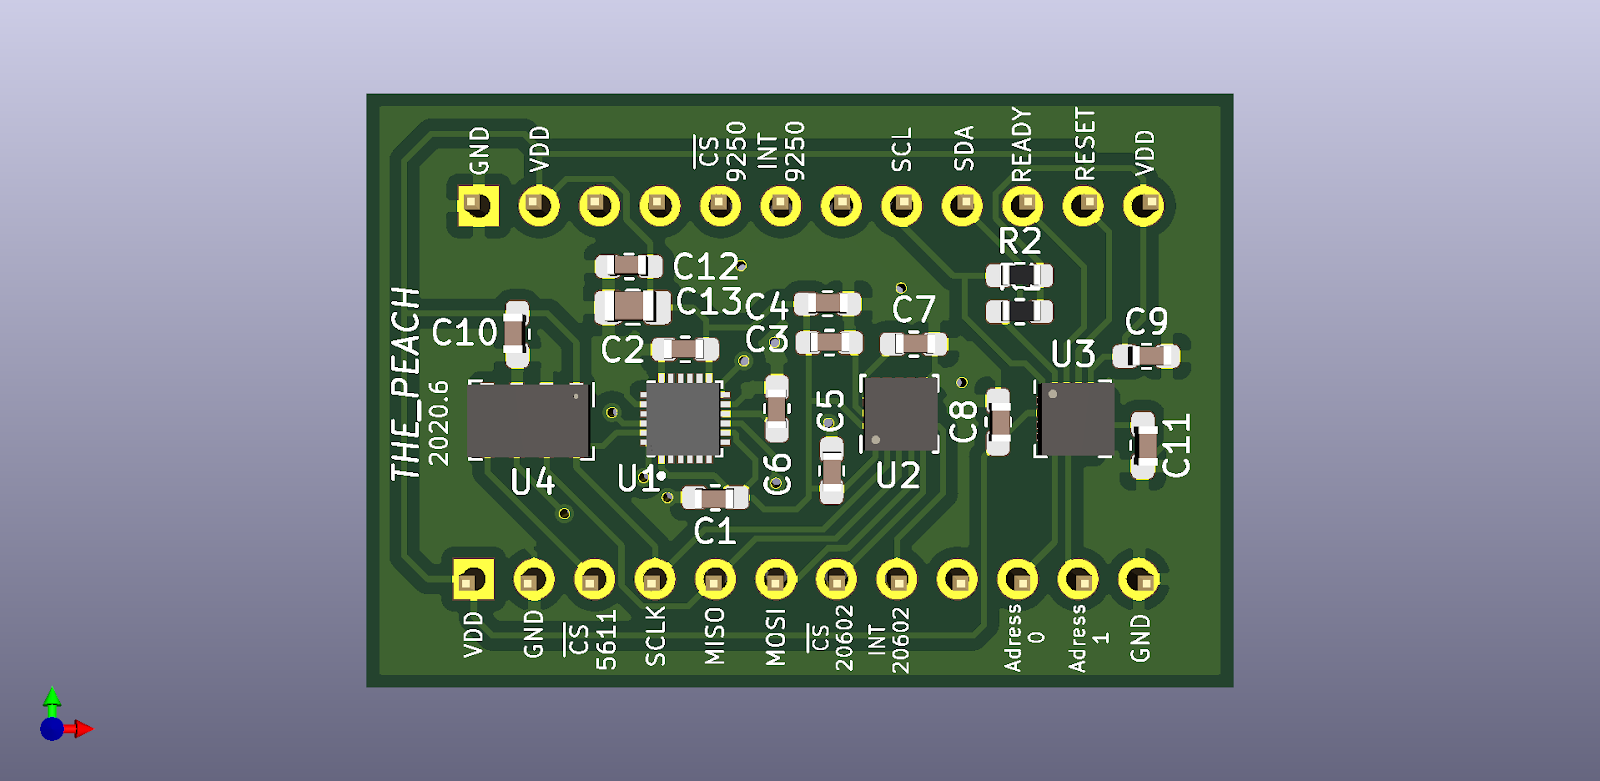 GND
VDD
CS
9250
INT
9250
SCL
SDA
READY
RESET
VDD
R2
C12
C13
C4
C3
C7
C9
C10
C2
U3
THE_PEACH
2020.6
C5
C8
C11
U4
U1
C6
U2
C1
VDD
GND
CS
5611
SCLK
MISO
MOSI
CS
20602
INT
20602
Adress
0
Adress
1
GND